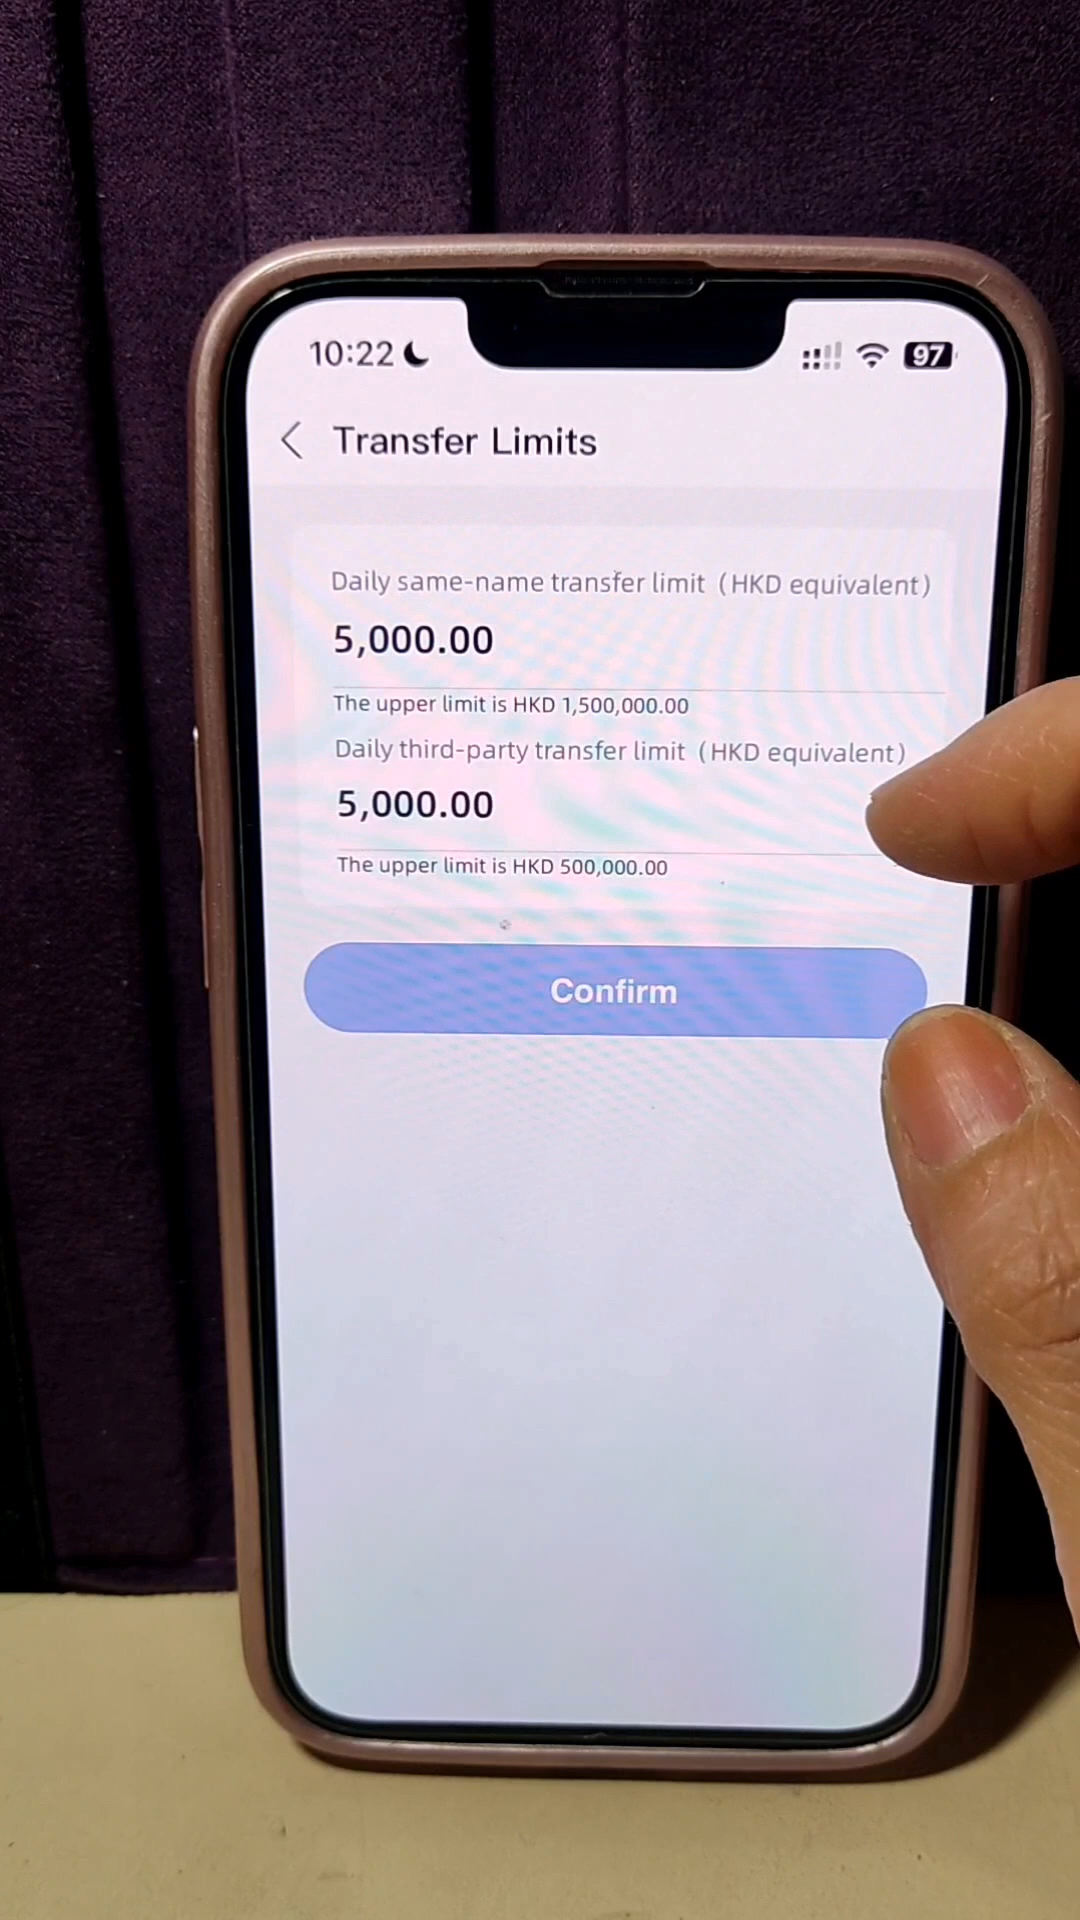 10:22
97
Transfer Limits
Daily same-name transfer limit（HKD equivalent）
5,000.00
The upper limit is HKD 1,500,000.00
Daily third-party transfer limit（HKD equivalent）
5,000.00
The upper limit is HKD 500,000.00
Confirm